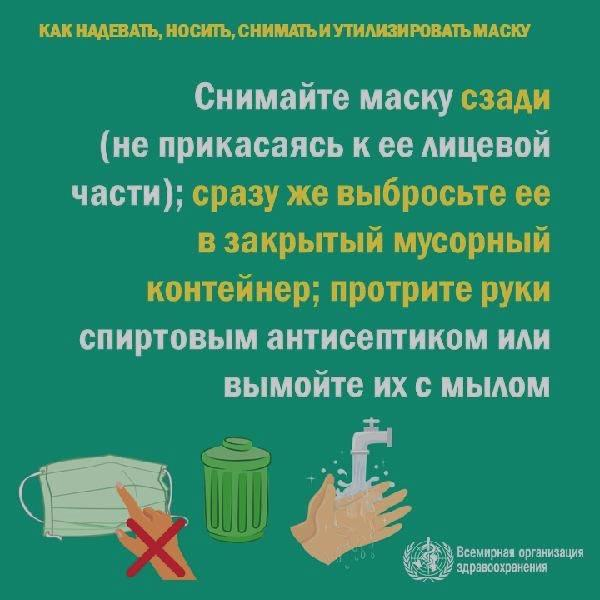 КАК НАДЕВАТЬ, НОСИТЬ, СНИМАТЬ И УТИЛИЗИРОВАТЬ МАСКУ
Снимайте маску сзади
(не прикасаясь к ее лицевой
части); сразу же выбросьте ее
в закрытый мусорный
контейнер; протрите руки
спиртовым антисептиком или
вымойте их с мылом
Всемирная организация
здравоохранения